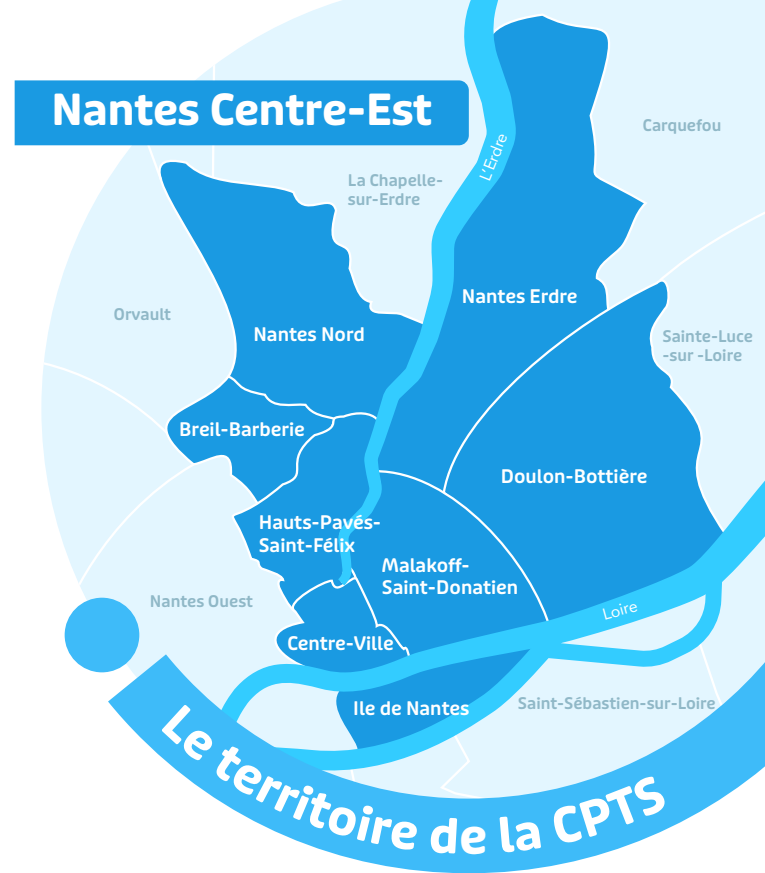 Nantes Centre-Est
Carquefou
L'Erdre
La Chapelle-
sur-Erdre
Nantes Erdre
Orvault
Nantes Nord
Sainte-Luce
-sur -Loire
Breil-Barberie
Doulon-Bottière
Hauts-Pavés-
Saint-Félix
Malakoff-
Saint-Donatien
Nantes Ouest
Loire
Centre-Ville
Ile de Nantes
Saint-Sébastien-sur-Loire
Le territoire de la CPTS